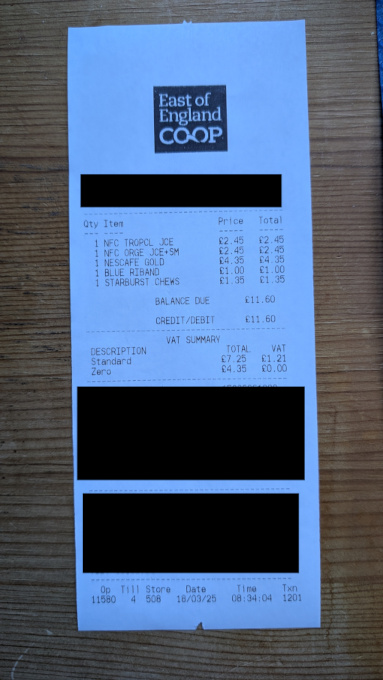 East of
England
COOP
Qty Item Price Total
1 NFC TROPCL JCE £2.45 £2.45
1 NFC ORGE JCE+SM £2.45 £2.45
1 NESCAFE GOLD £4.35 £4.35
1 BLUE RIBAND £1.00 £1.00
1 STARBURST CHEWS £1.35 £1.35
BALANCE DUE £11.60
CREDIT/DEBIT £11.60
VAT SUMMARY
DESCRIPTION TOTAL VAT
Standard £7.25 £1.21
Zero £4.35 £0.00
Op Till Store Date Time Txn
11580 4 508 18/03/25 08:34:04 1201